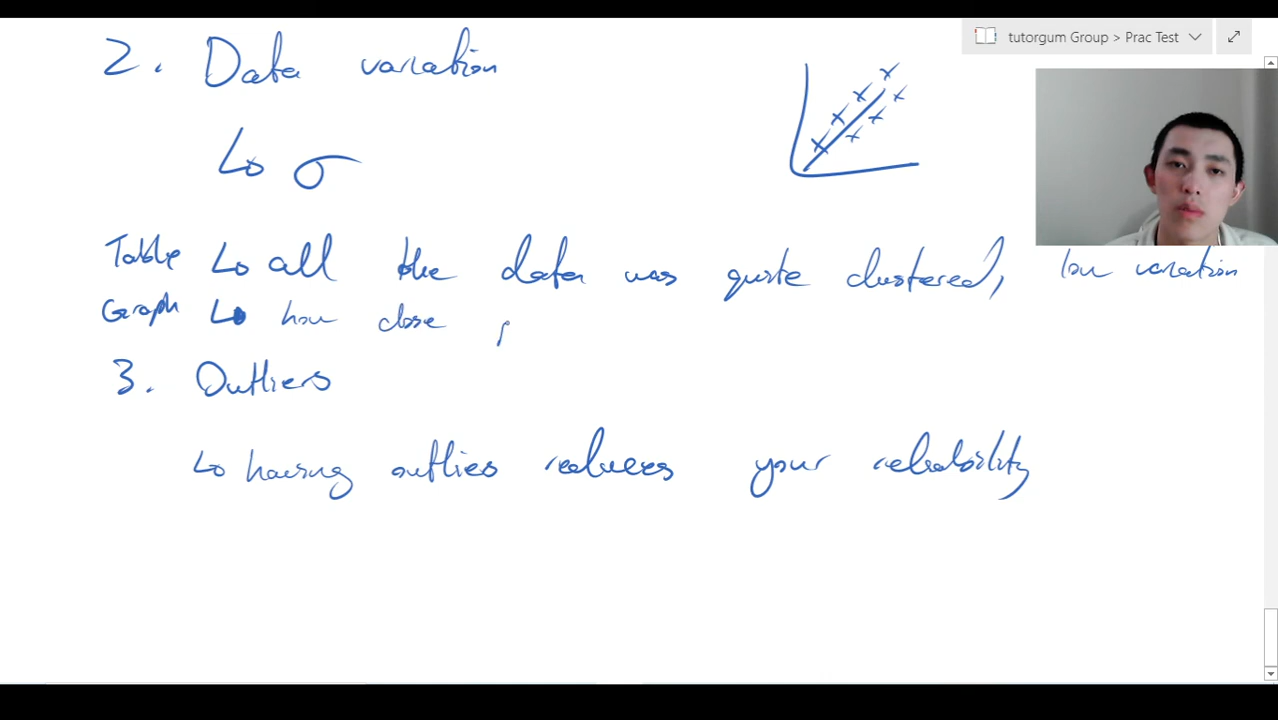 tutorgum Group > Prac Test
2. Data variation
↳ σ
Table ↳ all the data was quite clustered, low variation
Graph ↳ how close p
3. Outliers
↳ having outlies reduces your reliability